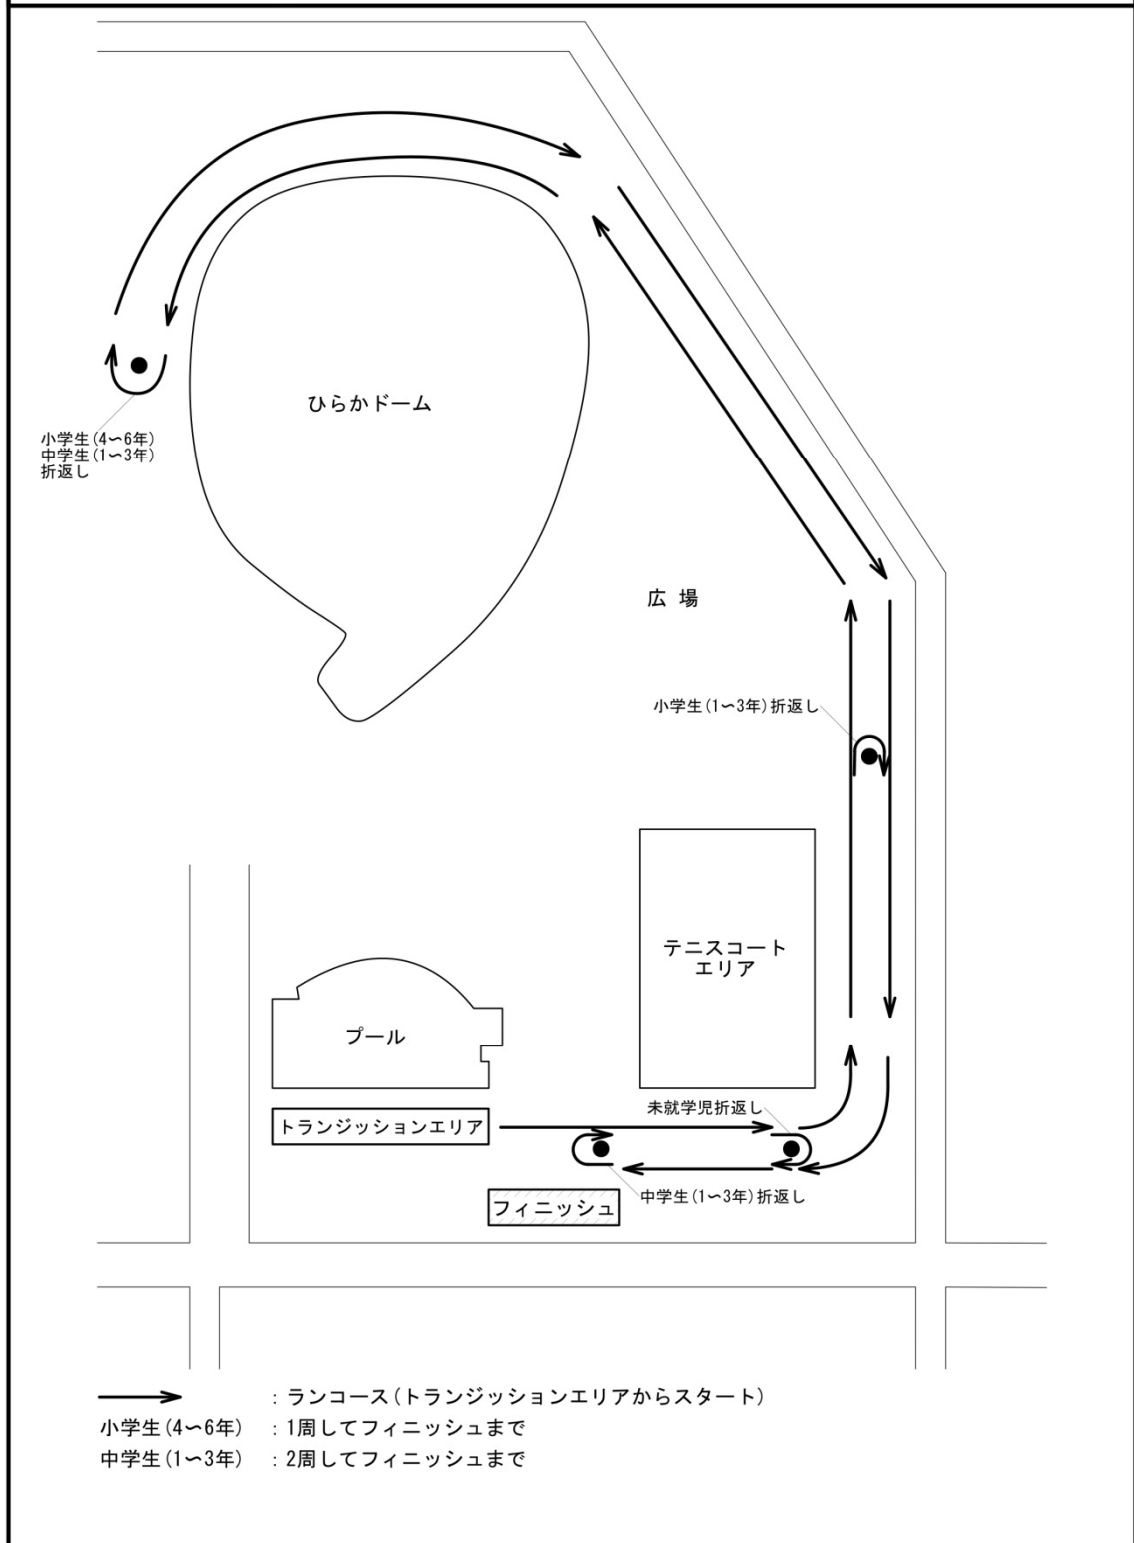 ひらかドーム
小学生(4〜6年)
中学生(1〜3年)
折返し
広 場
小学生(1〜3年)折返し
テニスコート
エリア
プール
未就学児折返し
トランジッションエリア
中学生(1〜3年)折返し
フィニッシュ
：ランコース(トランジッションエリアからスタート)
小学生(4〜6年) ：1周してフィニッシュまで
中学生(1〜3年) ：2周してフィニッシュまで